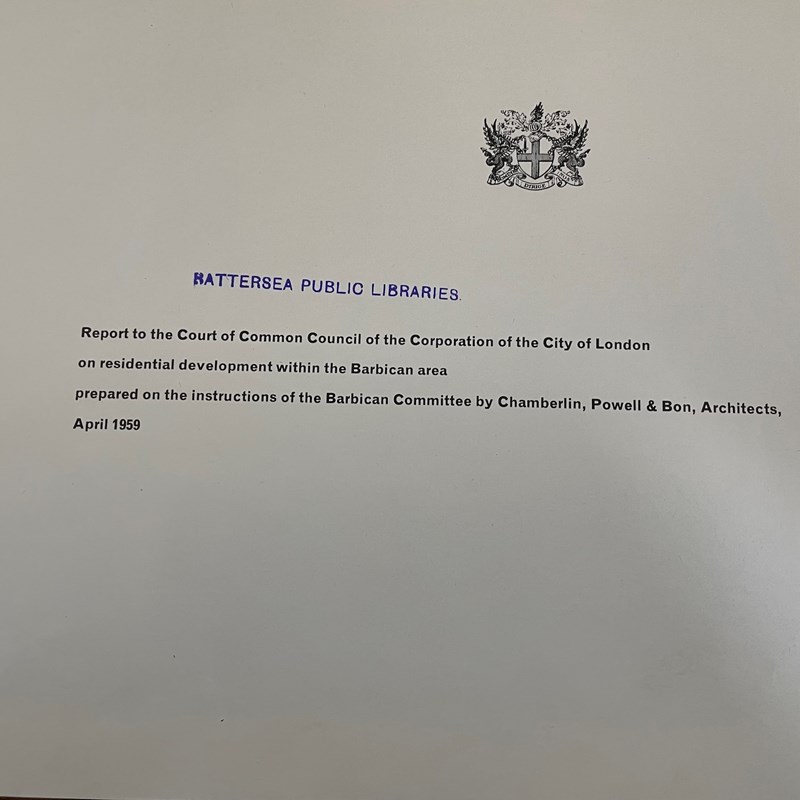 DIRIGE
BATTERSEA PUBLIC LIBRARIES.
Report to the Court of Common Council of the Corporation of the City of London
on residential development within the Barbican area
prepared on the instructions of the Barbican Committee by Chamberlin, Powell & Bon, Architects,
April 1959